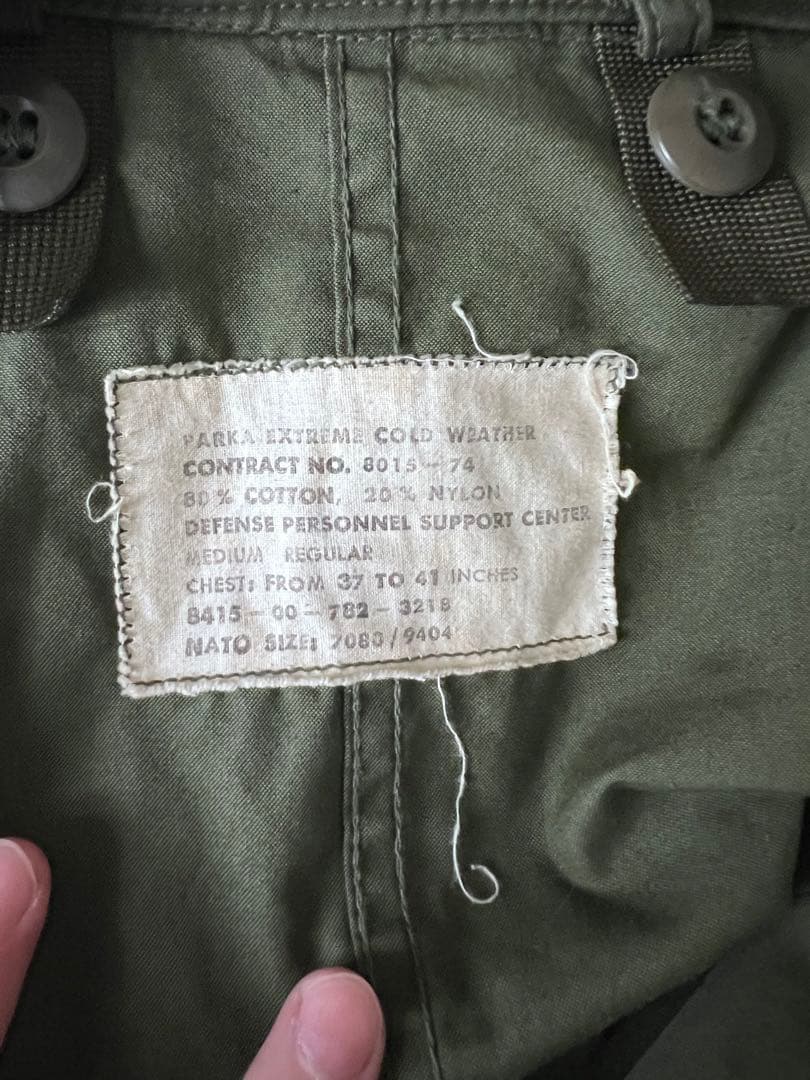 PARKA EXTREME COLD WEATHER
CONTRACT NO. 8015-74
80 % COTTON, 20 % NYLON
DEFENSE PERSONNEL SUPPORT CENTER
MEDIUM REGULAR
CHEST: FROM 37 TO 41 INCHES
8415-00-782-3218
NATO SIZE: 7080/9404